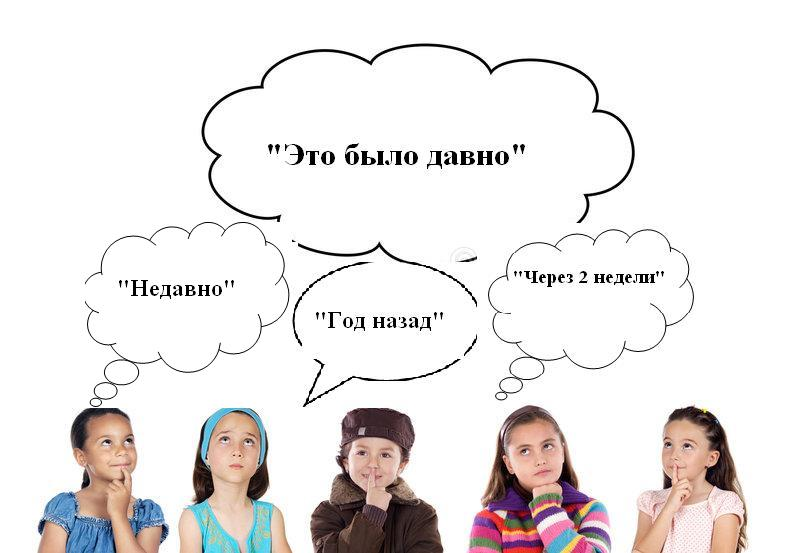 "Это было давно"
"Недавно"
"Год назад"
"Через 2 недели"